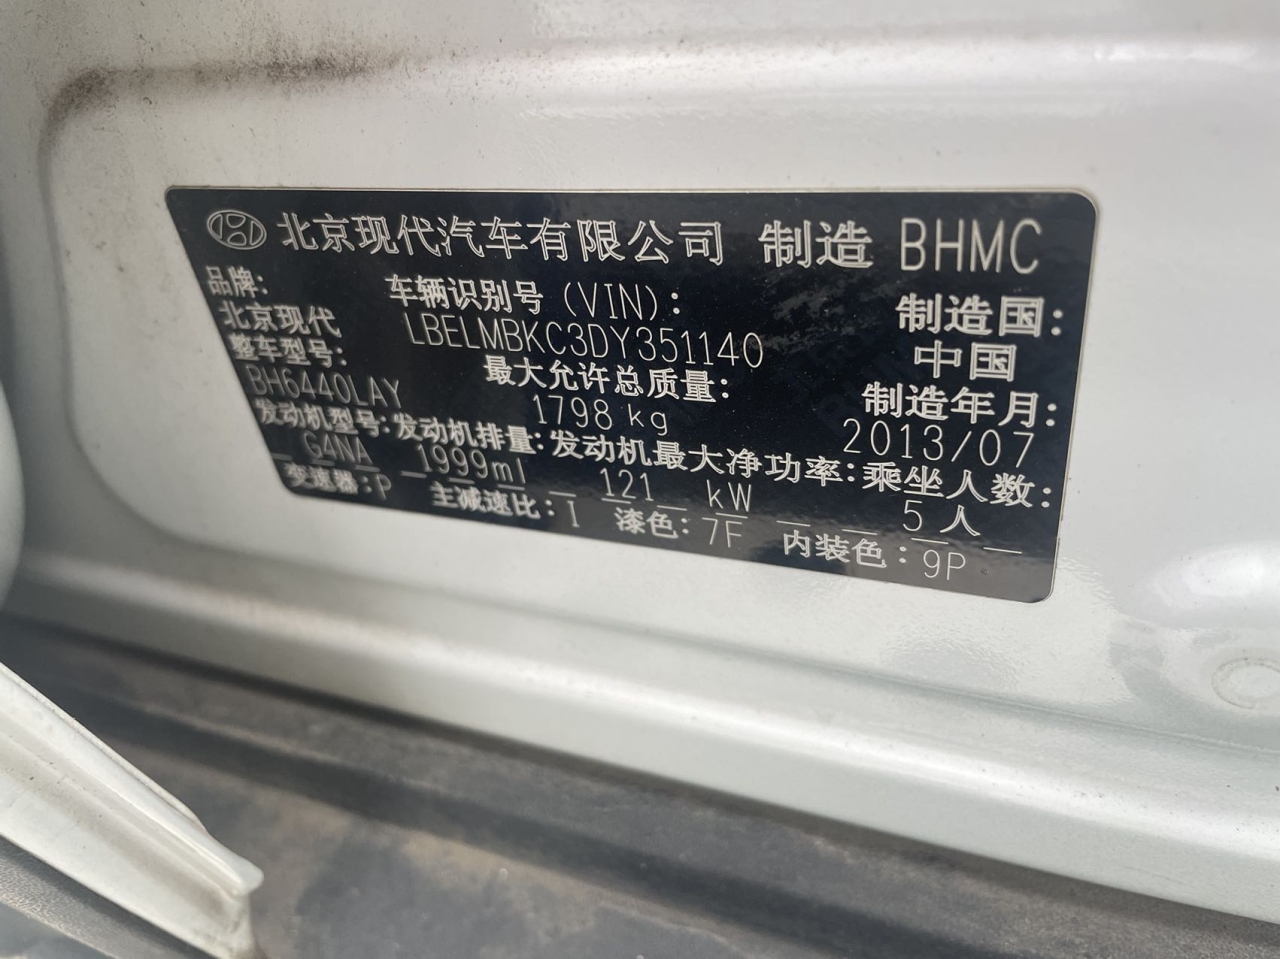 北京现代汽车有限公司 制造 BHMC
品牌: 车辆识别号 (VIN): 制造国:
北京现代 LBELMBKC3DY351140 中国
整车型号: 最大允许总质量: 制造年月:
BH6440LAY 1798 kg 2013/07
发动机型号: 发动机排量: 发动机最大净功率: 乘坐人数:
G4NA 1999ml 121 kW 5 人
变速器: P 主减速比: I 漆色: 7F 内装色: 9P